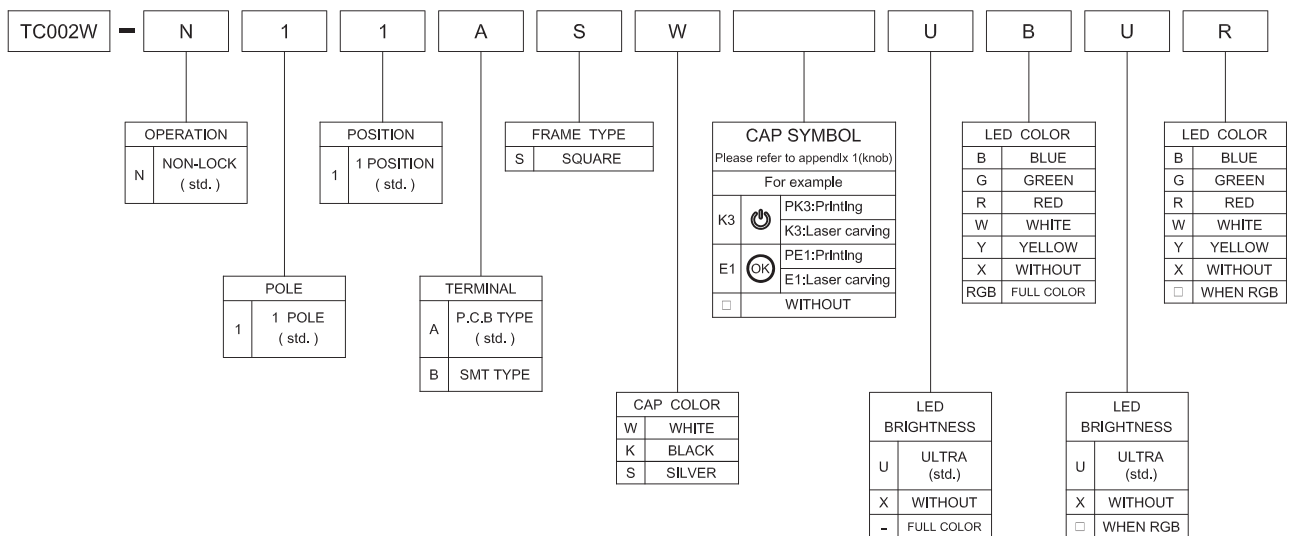 TC002W - N 1 1 A S W U B U R
OPERATION
N NON-LOCK
( std. )
POSITION
1 1 POSITION
( std. )
FRAME TYPE
S SQUARE
CAP SYMBOL
Please refer to appendix 1(knob)
For example
K3 PK3:Printing
K3:Laser carving
E1 OK PE1:Printing
E1:Laser carving
□ WITHOUT
LED COLOR
B BLUE
G GREEN
R RED
W WHITE
Y YELLOW
X WITHOUT
RGB FULL COLOR
LED COLOR
B BLUE
G GREEN
R RED
W WHITE
Y YELLOW
X WITHOUT
□ WHEN RGB
POLE
1 1 POLE
( std. )
TERMINAL
A P.C.B TYPE
( std. )
B SMT TYPE
CAP COLOR
W WHITE
K BLACK
S SILVER
LED
BRIGHTNESS
U ULTRA
(std.)
X WITHOUT
- FULL COLOR
LED
BRIGHTNESS
U ULTRA
(std.)
X WITHOUT
□ WHEN RGB